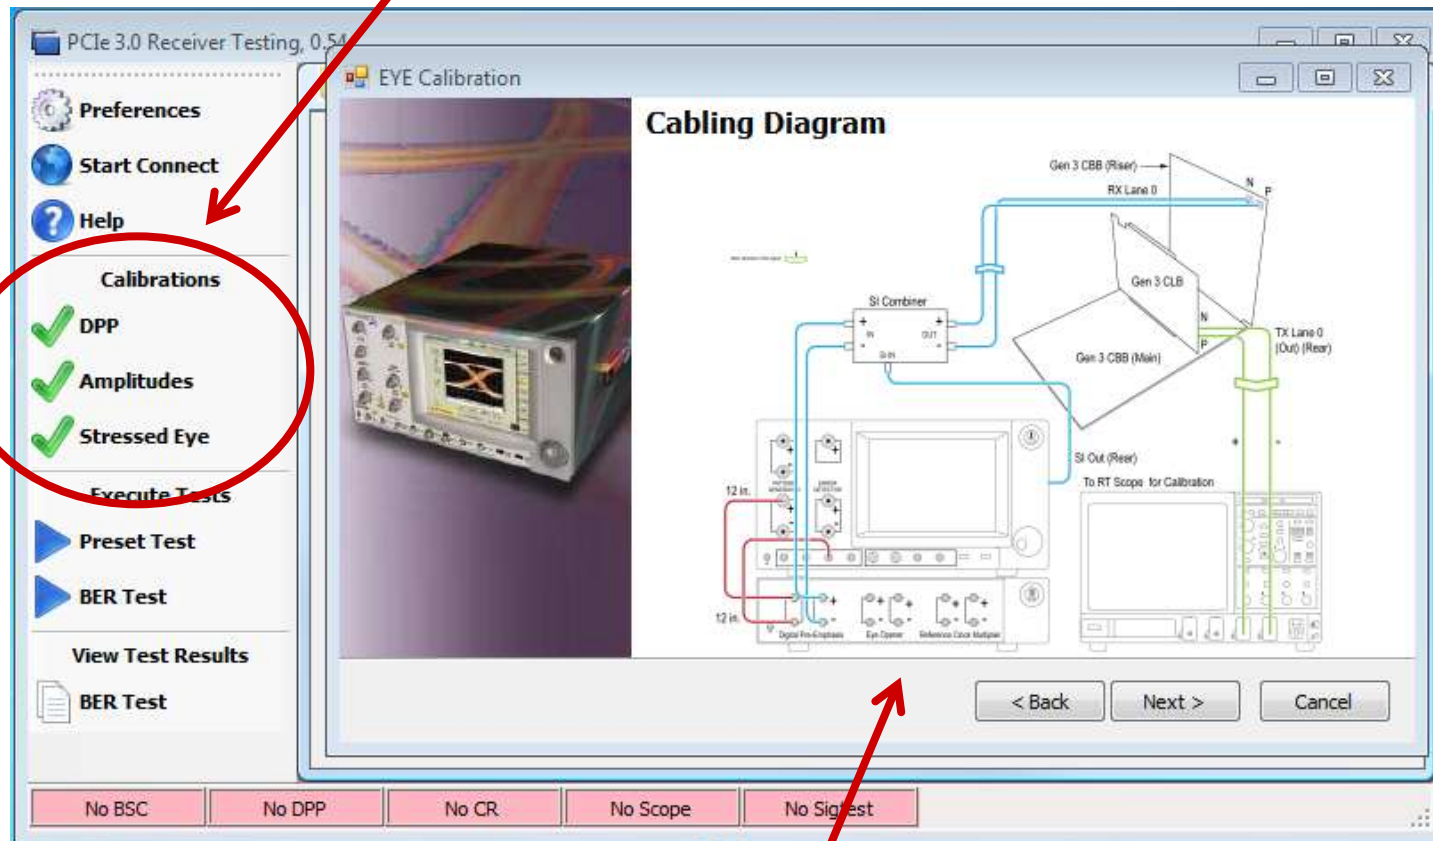 PCIe 3.0 Receiver Testing, 0.54
EYE Calibration
Preferences
Start Connect
Help
Calibrations
DPP
Amplitudes
Stressed Eye
Execute Tests
Preset Test
BER Test
View Test Results
BER Test
Cabling Diagram
Gen 3 CBB (Riser)
RX Lane 0
N
P
Gen 3 CLB
SI Combiner
+
+
IN
OUT
-
-
SI IN
N
P
TX Lane 0
(Out) (Rear)
Gen 3 CBB (Main)
+
-
SI Out (Rear)
To RT Scope for Calibration
12 in.
12 in.
Digital Pre-Emphasis
Eye Opener
Reference Clock Multiplier
< Back
Next >
Cancel
No BSC
No DPP
No CR
No Scope
No Sigtest